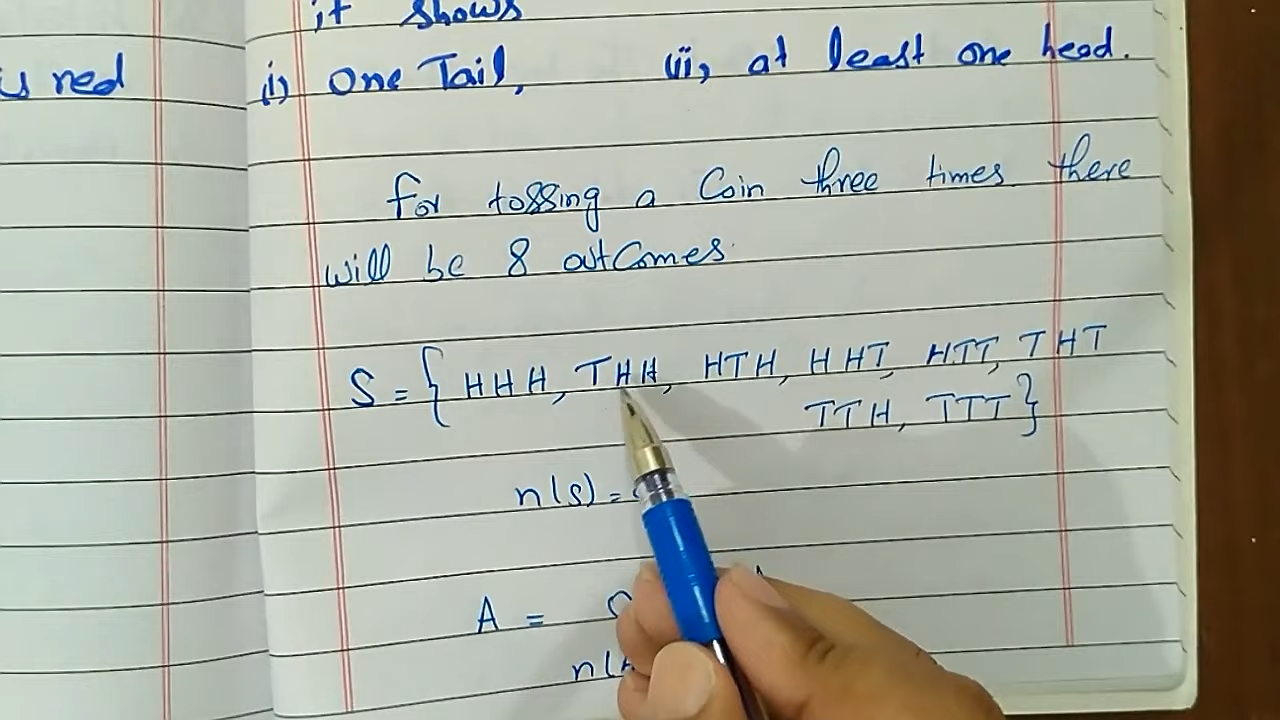 it shows
is red
(i) One Tail, (ii) at least one head.
for tossing a Coin three times there
will be 8 outComes.
S = { HHH, THH, HTH, HHT, HTT, THT
TTH, TTT }
n(s) =
A =
n(A